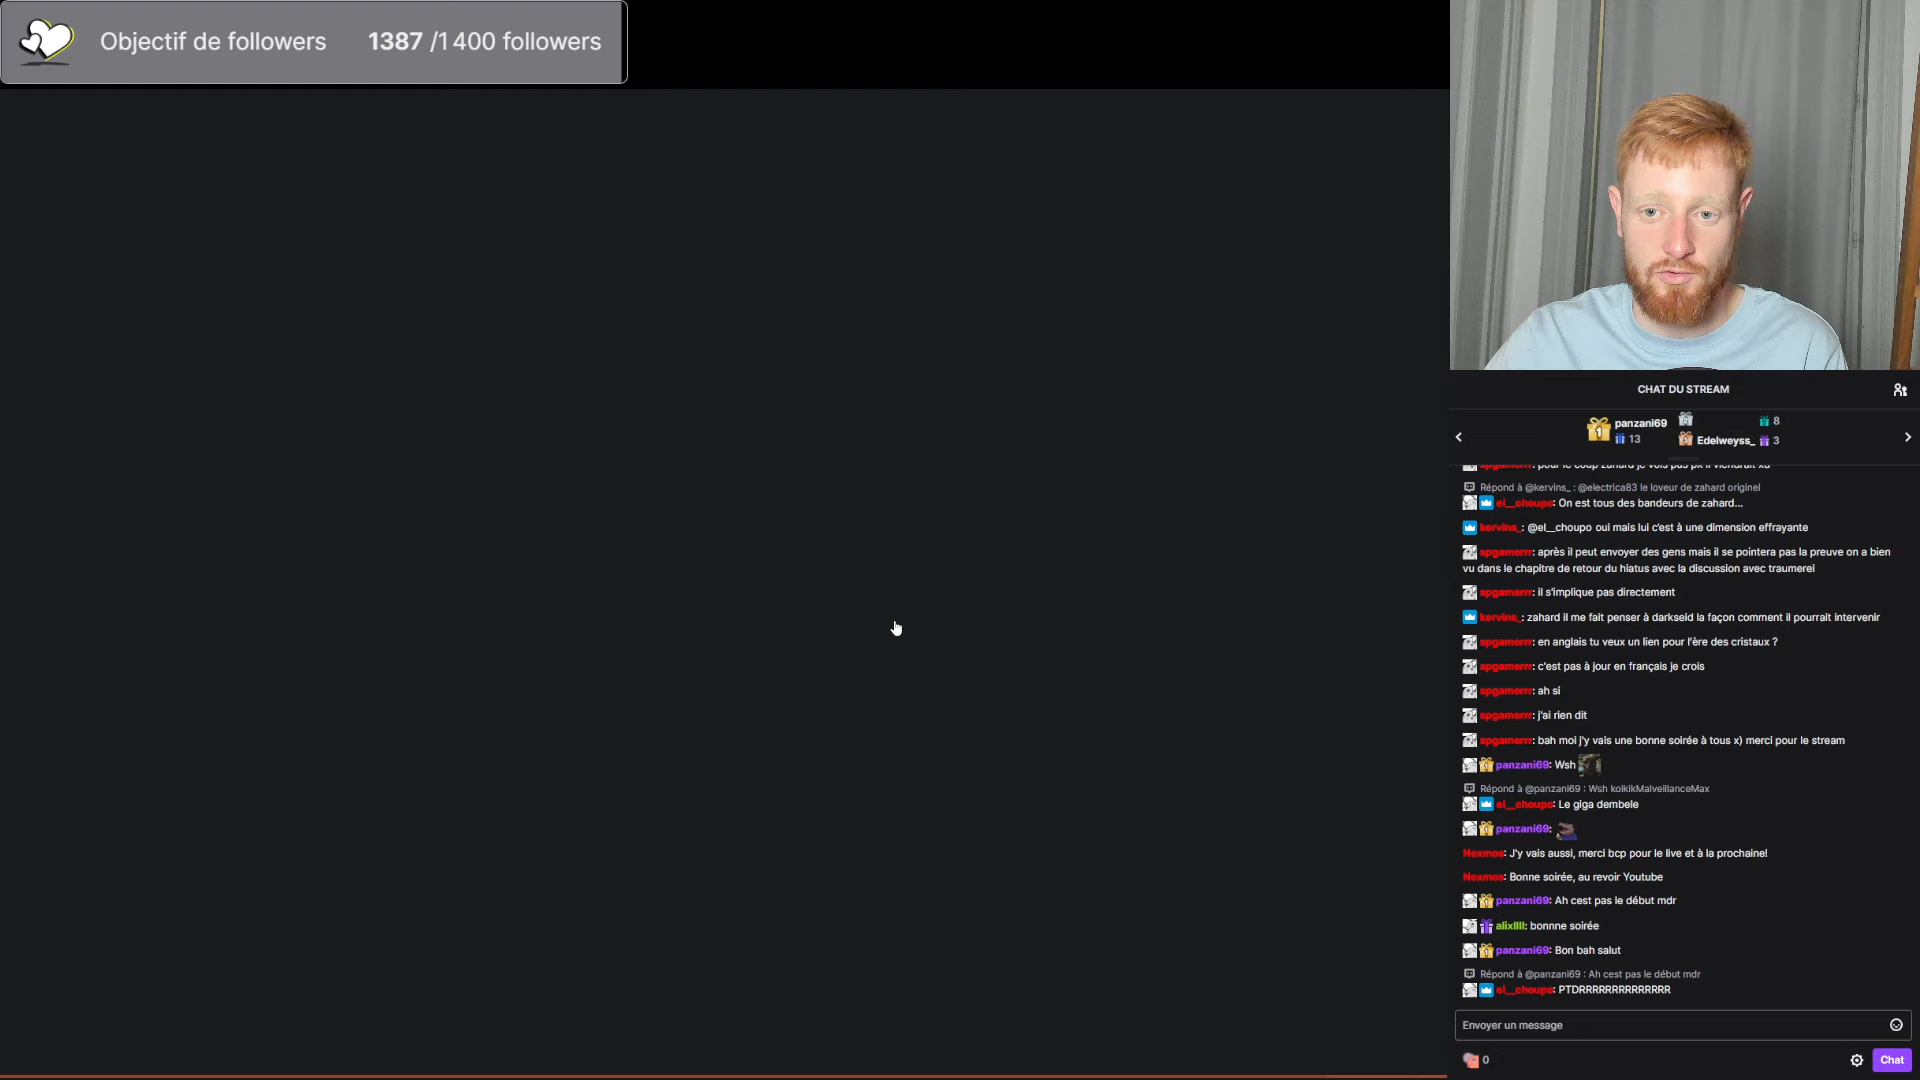 Objectif de followers 1387 /1 400 followers
CHAT DU STREAM
panzani69
13
8
Edelweyss_ 3
Répond à @kervins_ : @electrica83 le loveur de zahard originel
el__choupo: On est tous des bandeurs de zahard...
kervins_: @el__choupo oui mais lui c'est à une dimension effrayante
spgamerrr: après il peut envoyer des gens mais il se pointera pas la preuve on a bien
vu dans le chapitre de retour du hiatus avec la discussion avec traumerei
spgamerrr: il s'implique pas directement
kervins_: zahard il me fait penser à darkseid la façon comment il pourrait intervenir
spgamerrr: en anglais tu veux un lien pour l'ère des cristaux ?
spgamerrr: c'est pas à jour en français je crois
spgamerrr: ah si
spgamerrr: j'ai rien dit
spgamerrr: bah moi j'y vais une bonne soirée à tous x) merci pour le stream
panzani69: Wsh
Répond à @panzani69 : Wsh koikikMalveillanceMax
el__choupo: Le giga dembele
panzani69:
Noxmos: J'y vais aussi, merci bcp pour le live et à la prochaine!
Noxmos: Bonne soirée, au revoir Youtube
panzani69: Ah cest pas le début mdr
alixllll: bonnne soirée
panzani69: Bon bah salut
Répond à @panzani69 : Ah cest pas le début mdr
el__choupo: PTDRRRRRRRRRRRRRR
Envoyer un message
0
Chat